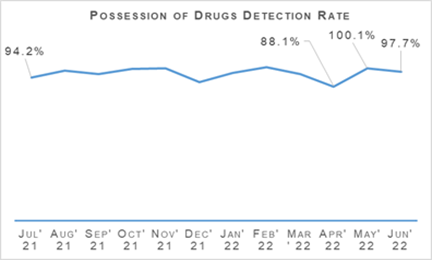 Possession of Drugs Detection Rate
94.2%
88.1%
100.1%
97.7%
Jul' Aug' Sep' Oct' Nov' Dec' Jan' Feb' Mar Apr' May' Jun'
21 21 21 21 21 21 22 22 ' 22 22 22 22